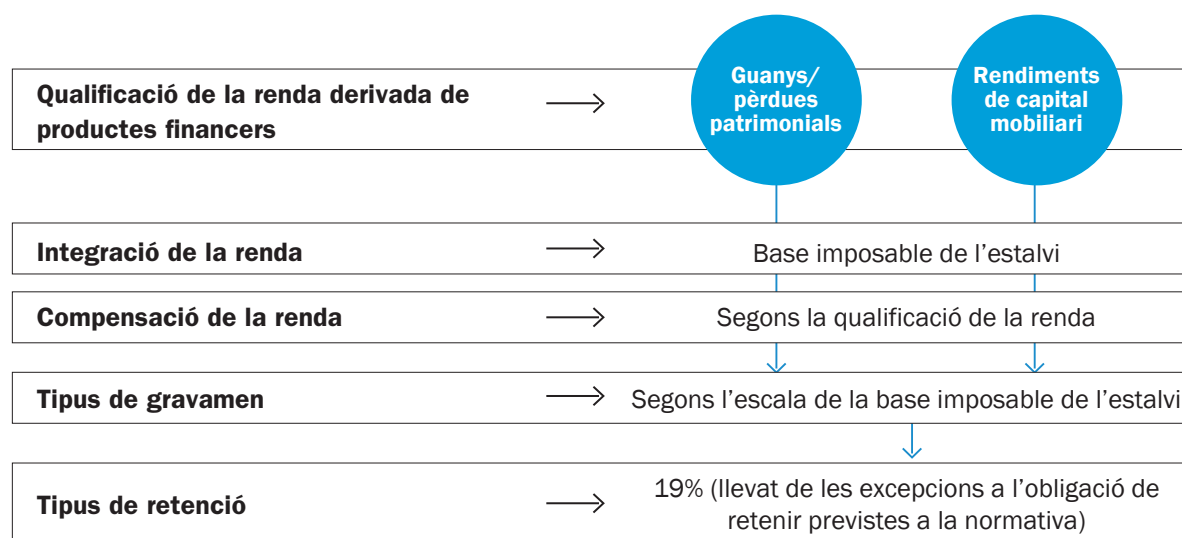 Qualificació de la renda derivada de
productes financers
Guanys/
pèrdues
patrimonials
Rendiments
de capital
mobiliari
Integració de la renda
Base imposable de l’estalvi
Compensació de la renda
Segons la qualificació de la renda
Tipus de gravamen
Segons l’escala de la base imposable de l’estalvi
Tipus de retenció
19% (llevat de les excepcions a l’obligació de
retenir previstes a la normativa)